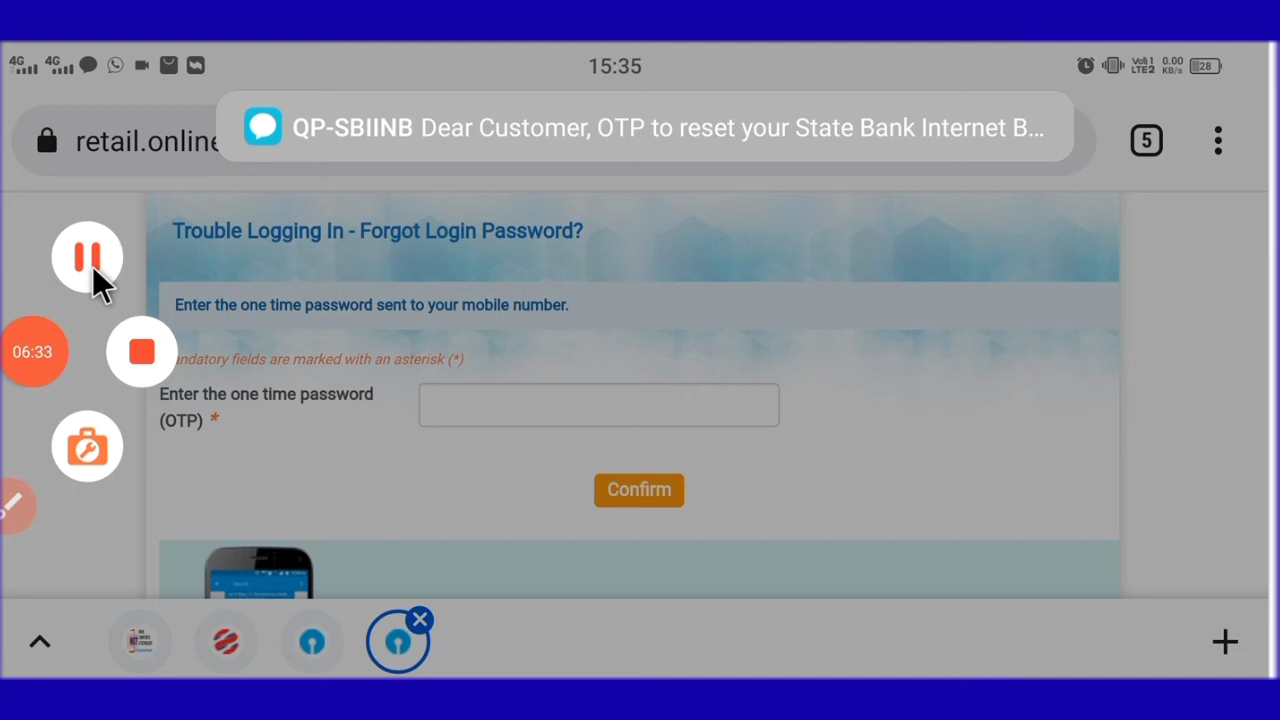 4G 4G 15:35 Vo)) 1 LTE2 0.00 KB/s 28
retail.online
QP-SBIINB Dear Customer, OTP to reset your State Bank Internet B...
5
Trouble Logging In - Forgot Login Password?
Enter the one time password sent to your mobile number.
andatory fields are marked with an asterisk (*)
06:33
Enter the one time password
(OTP) *
Confirm